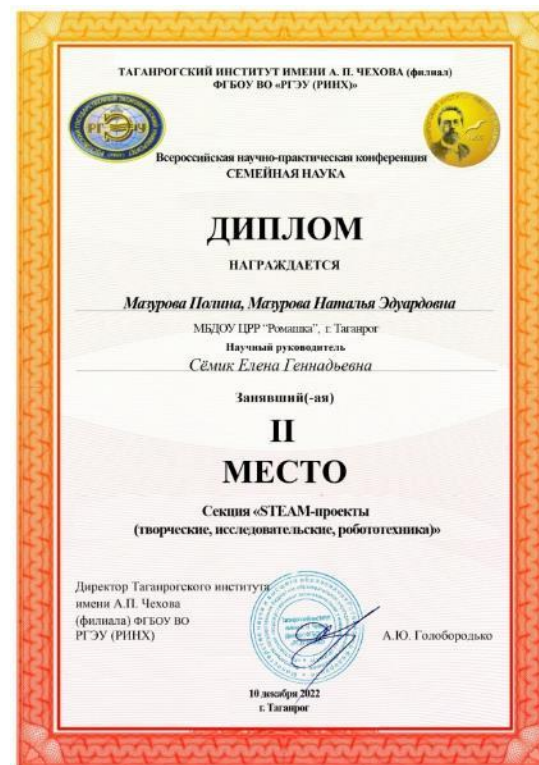 ТАГАНРОГСКИЙ ИНСТИТУТ ИМЕНИ А. П. ЧЕХОВА (филиал)
ФГБОУ ВО «РГЭУ (РИНХ)»
РГЭУ
Всероссийская научно-практическая конференция
СЕМЕЙНАЯ НАУКА
ДИПЛОМ
НАГРАЖДАЕТСЯ
Мазурова Полина, Мазурова Наталья Эдуардовна
МБДОУ ЦРР "Ромашка", г. Таганрог
Научный руководитель
Сёмик Елена Геннадьевна
Занявший(-ая)
II
МЕСТО
Секция «STEAM-проекты
(творческие, исследовательские, робототехника)»
Директор Таганрогского института
имени А.П. Чехова
(филиала) ФГБОУ ВО
РГЭУ (РИНХ)
А.Ю. Голобородько
10 декабря 2022
г. Таганрог